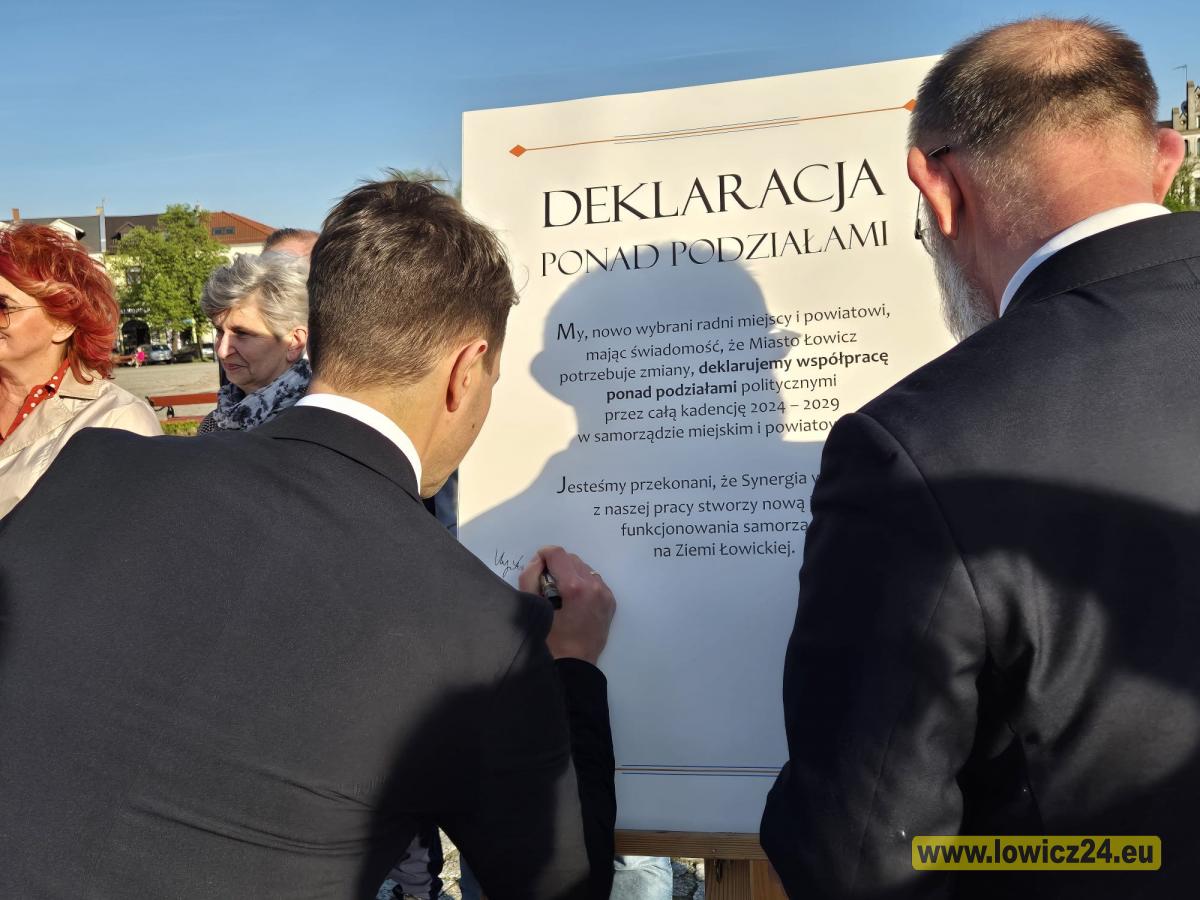 DEKLARACJA
PONAD PODZIAŁAMI
My, nowo wybrani radni miejscy i powiatowi,
mając świadomość, że Miasto Łowicz
potrzebuje zmiany, deklarujemy współpracę
ponad podziałami politycznymi
przez całą kadencję 2024 – 2029
w samorządzie miejskim i powiatow
Jesteśmy przekonani, że Synergia
z naszej pracy stworzy nową
funkcjonowania samorzą
na Ziemi Łowickiej.
www.lowicz24.eu